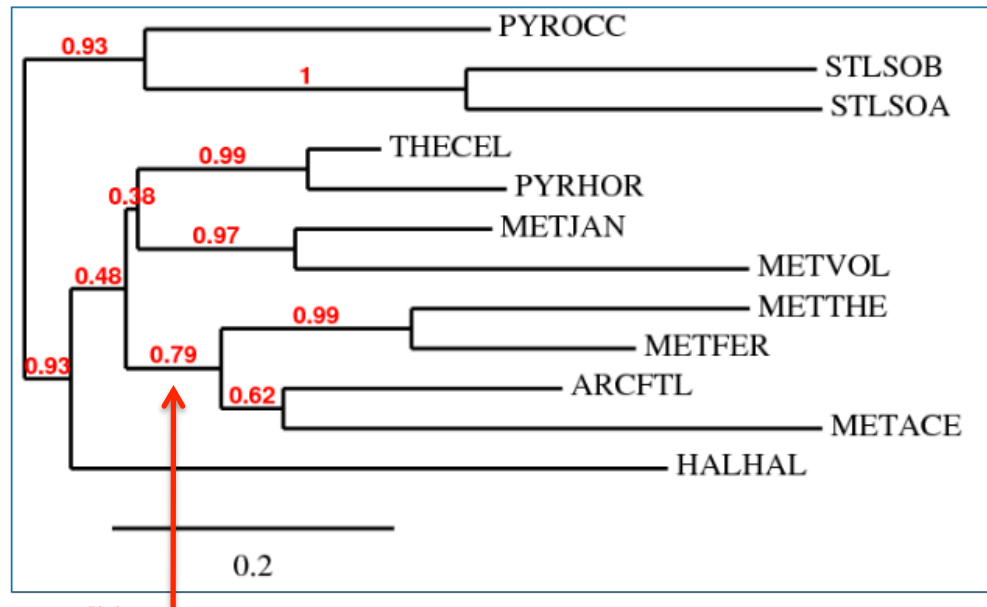 PYROCC
0.93
STLSOB
1
STLSOA
THECEL
0.99
PYRHOR
0.38
METJAN
0.97
METVOL
0.48
METTHE
0.99
METFER
0.79
0.93
ARCFTL
0.62
METACE
HALHAL
0.2